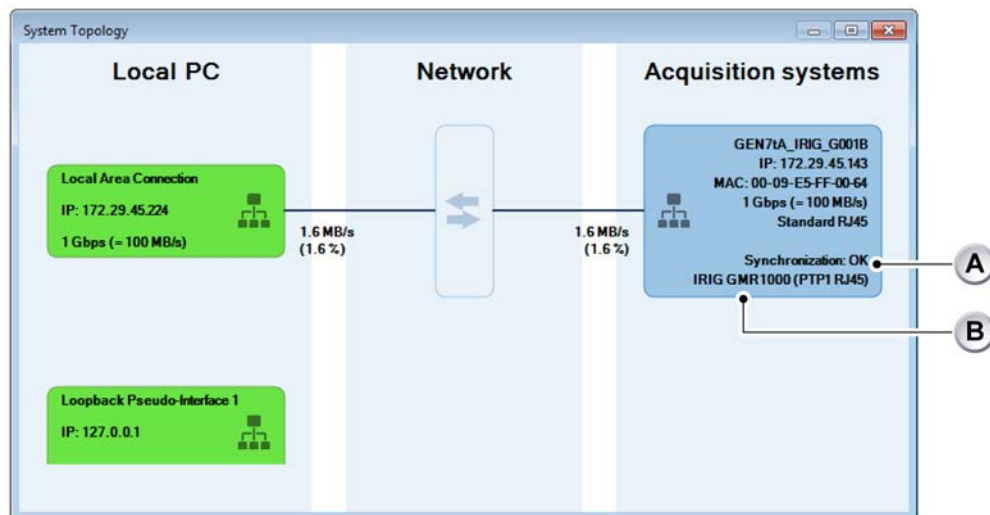 System Topology
Local PC
Network
Acquisition systems
Local Area Connection
IP: 172.29.45.224
1 Gbps (= 100 MB/s)
1.6 MB/s
(1.6 %)
1.6 MB/s
(1.6 %)
GEN7tA_IRIG_G001B
IP: 172.29.45.143
MAC: 00-09-E5-FF-00-64
1 Gbps (= 100 MB/s)
Standard RJ45
Synchronization: OK
IRIG GMR1000 (PTP1 RJ45)
A
B
Loopback Pseudo-Interface 1
IP: 127.0.0.1